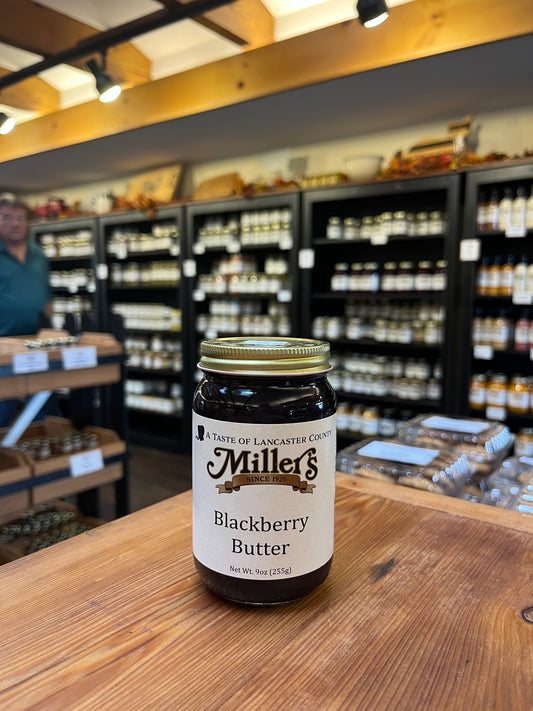 A Taste of Lancaster County
Miller's
SINCE 1929
Blackberry
Butter
Net Wt. 9oz (255g)